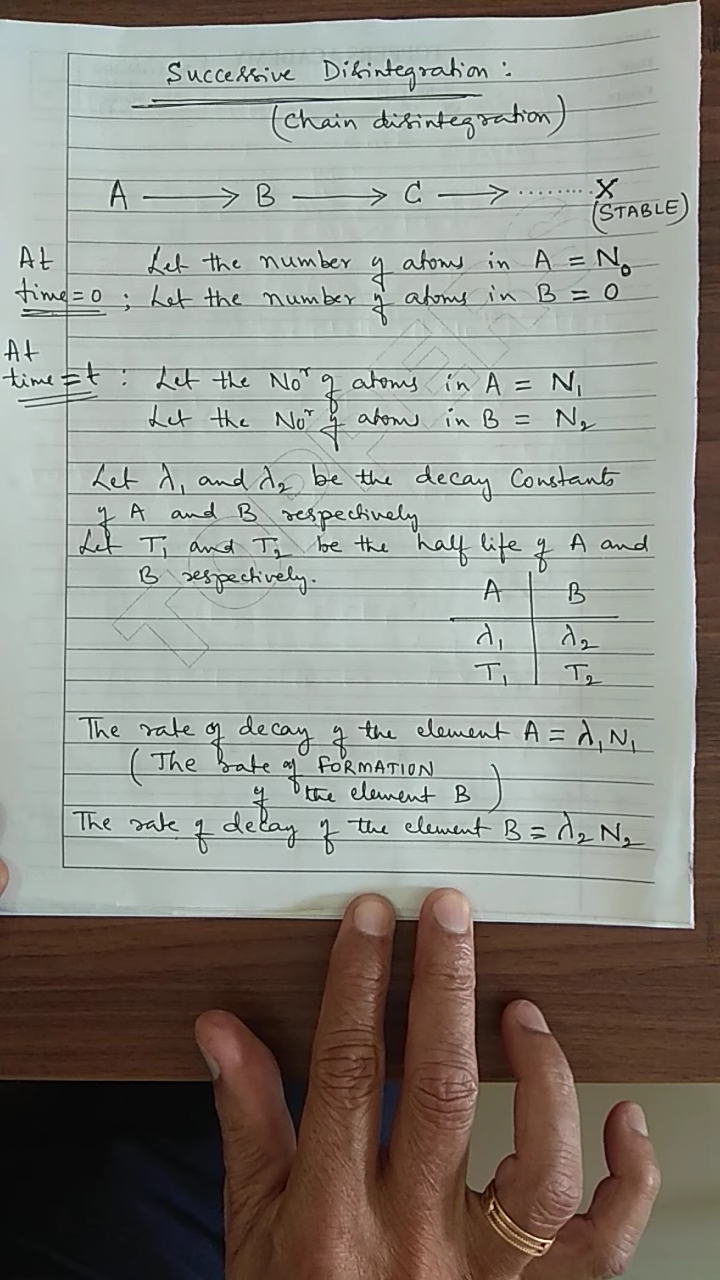 Successive Disintegration :
(Chain disintegration)
A → B → C → ........ X
(STABLE)
At Let the number of atoms in A = N₀
time = 0 ; Let the number of atoms in B = 0
At
time = t : Let the Noʳ of atoms in A = N₁
Let the Noʳ of atoms in B = N₂
Let λ₁ and λ₂ be the decay Constants
of A and B respectively
Let T₁ and T₂ be the half life of A and
B respectively.
A B
λ₁ λ₂
T₁ T₂
The rate of decay of the element A = λ₁N₁
(The rate of FORMATION
of the element B)
The rate of decay of the element B = λ₂N₂
TOPPERS